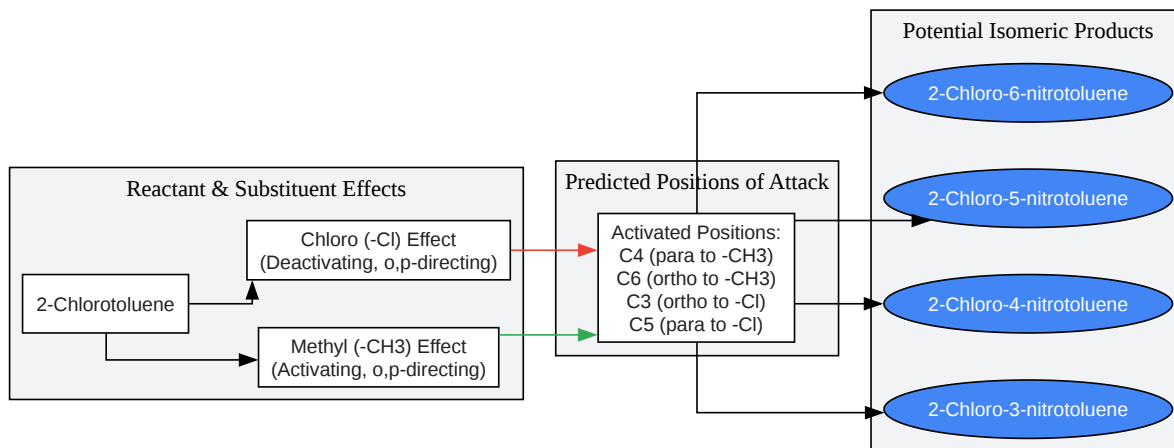 Potential Isomeric Products
2-Chloro-6-nitrotoluene
Reactant & Substituent Effects
Predicted Positions of Attack
2-Chloro-5-nitrotoluene
Chloro (-Cl) Effect
(Deactivating, o,p-directing)
Activated Positions:
C4 (para to -CH3)
C6 (ortho to -CH3)
C3 (ortho to -Cl)
C5 (para to -Cl)
2-Chlorotoluene
2-Chloro-4-nitrotoluene
Methyl (-CH3) Effect
(Activating, o,p-directing)
2-Chloro-3-nitrotoluene